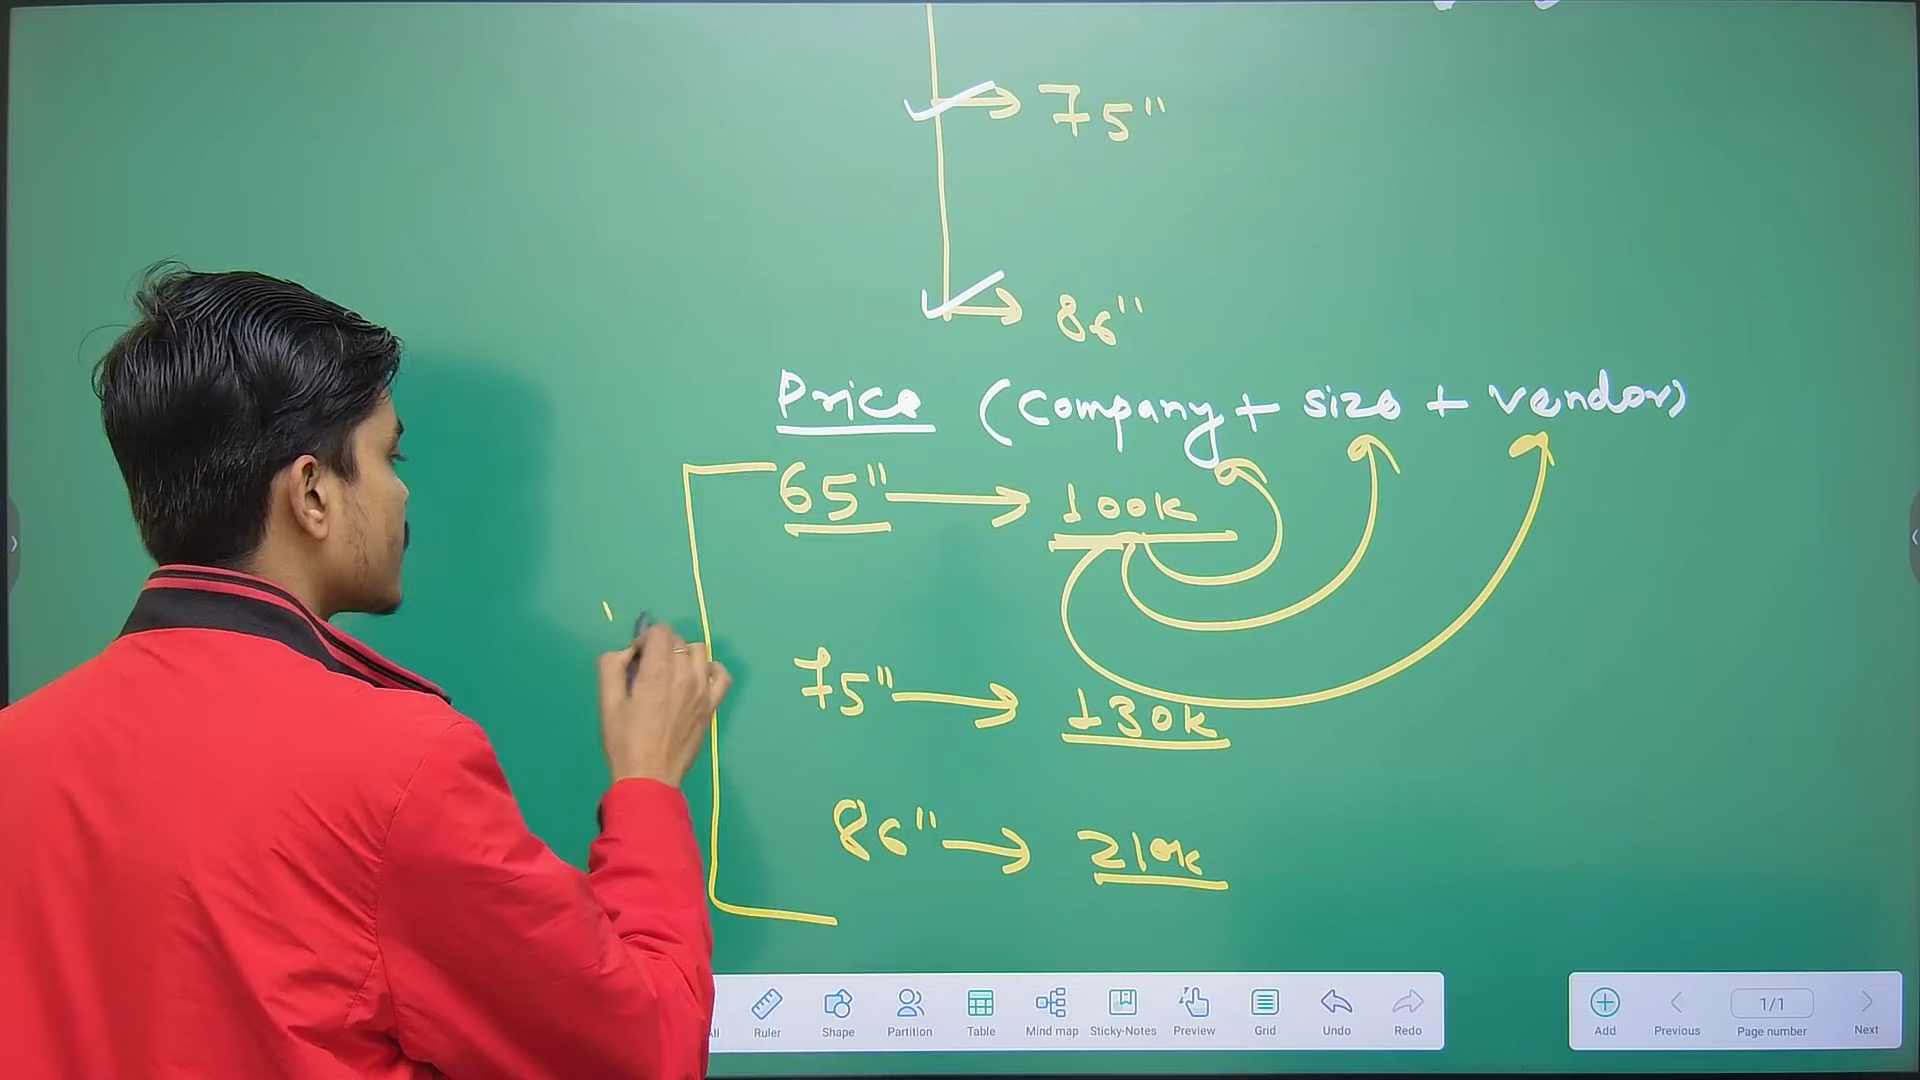 → 75"
→ 86"
Price (Company + size + vendor)
65" → 100k
75" → 130k
86" → 210k
Ruler Shape Partition Table Mind map Sticky-Notes Preview Grid Undo Redo
Add Previous 1/1 Page number Next